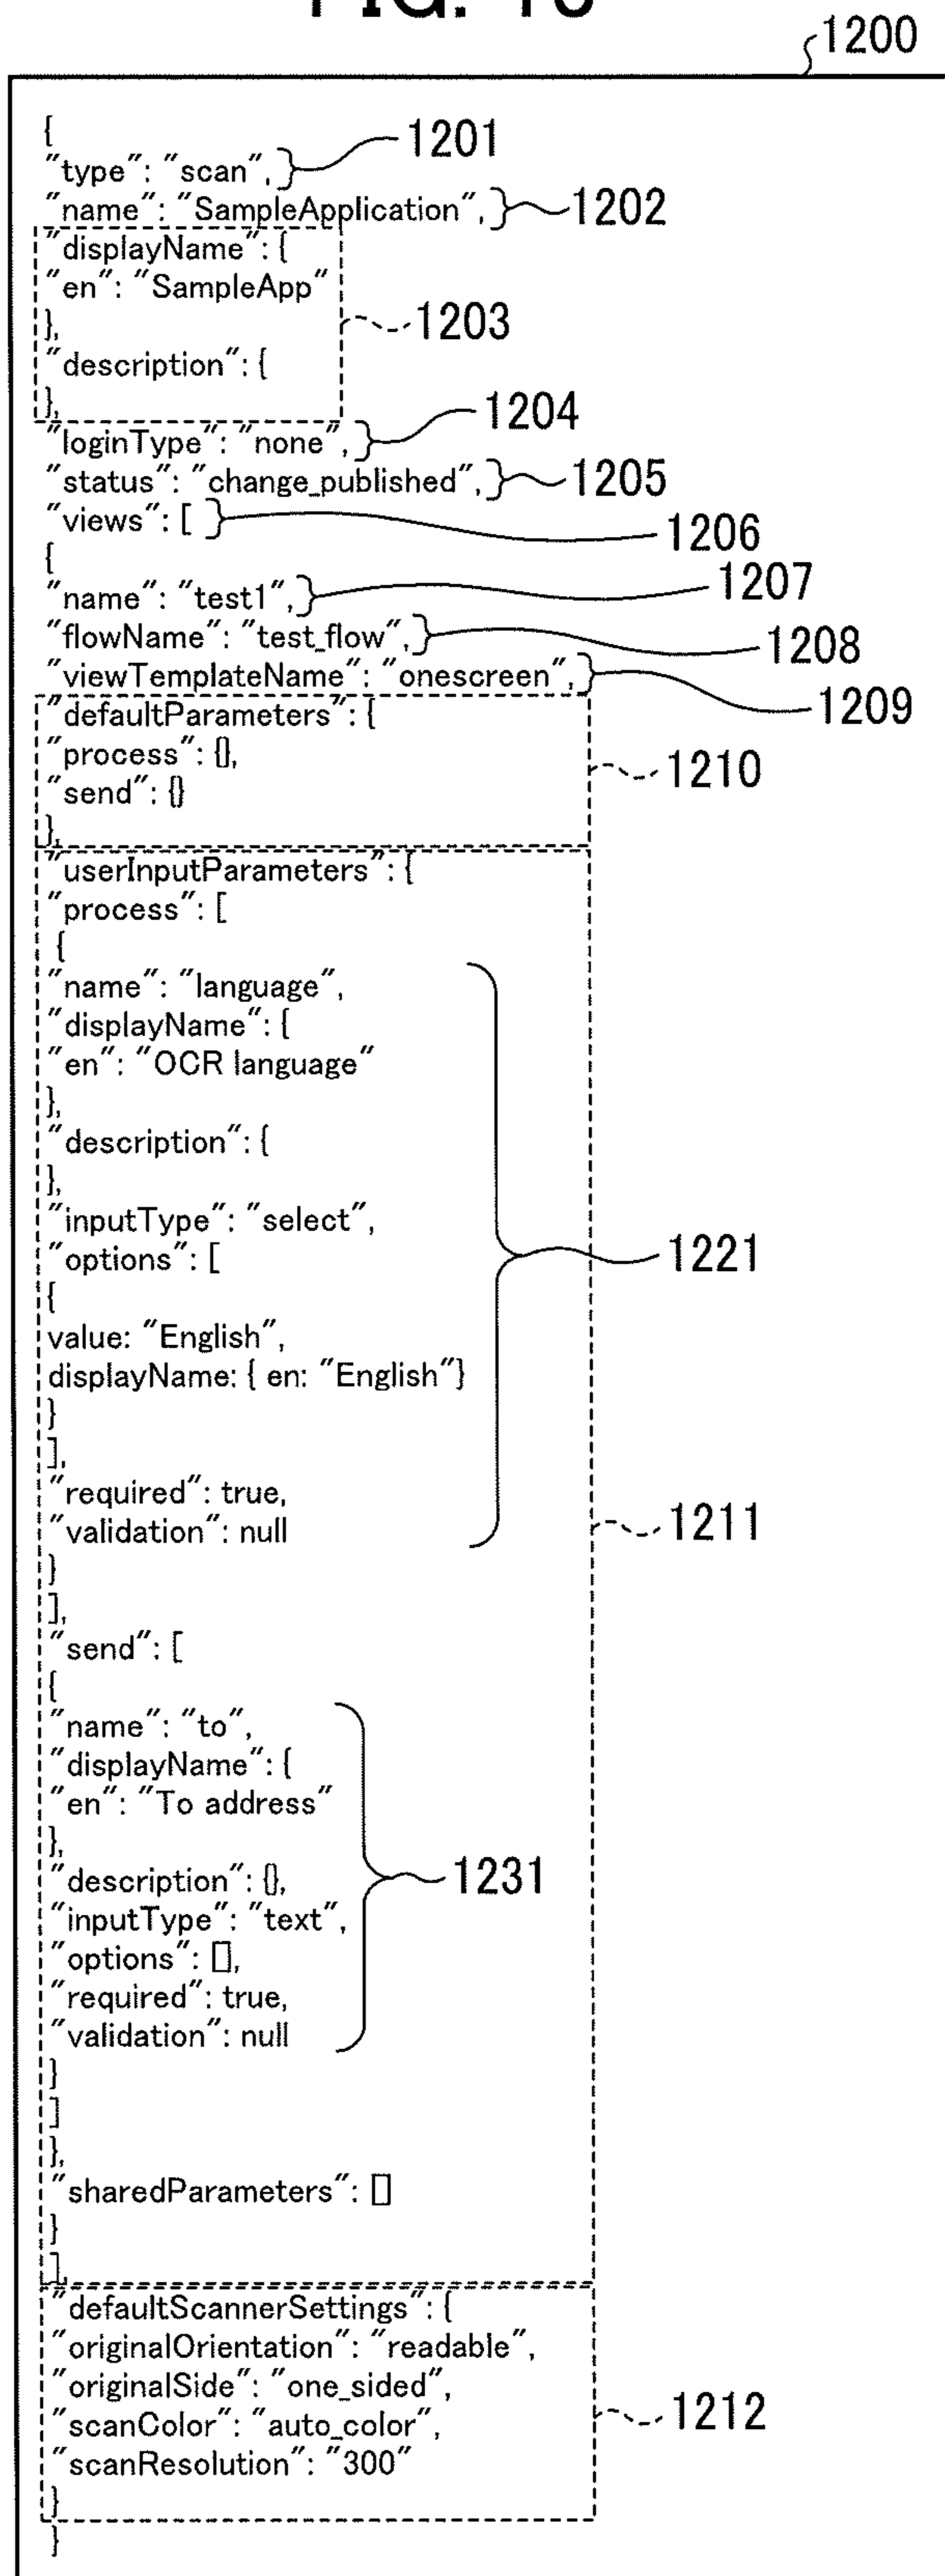 1200
{
"type": "scan", 1201
"name": "SampleApplication", 1202
"displayName": {
"en": "SampleApp"
}, 1203
"description": {
},
"loginType": "none", 1204
"status": "change_published", 1205
"views": [ 1206
{
"name": "test1", 1207
"flowName": "test_flow", 1208
"viewTemplateName": "onescreen", 1209
"defaultParameters": {
"process": {}, 1210
"send": {}
},
"userInputParameters": {
"process": [
{
"name": "language",
"displayName": {
"en": "OCR language"
},
"description": {
},
"inputType": "select",
"options": [ 1221
{
value: "English",
displayName: { en: "English"}
}
],
"required": true,
"validation": null 1211
}
],
"send": [
{
"name": "to",
"displayName": {
"en": "To address"
},
"description": {}, 1231
"inputType": "text",
"options": [],
"required": true,
"validation": null
}
]
},
"sharedParameters": []
}
],
"defaultScannerSettings": {
"originalOrientation": "readable",
"originalSide": "one_sided",
"scanColor": "auto_color", 1212
"scanResolution": "300"
}
}